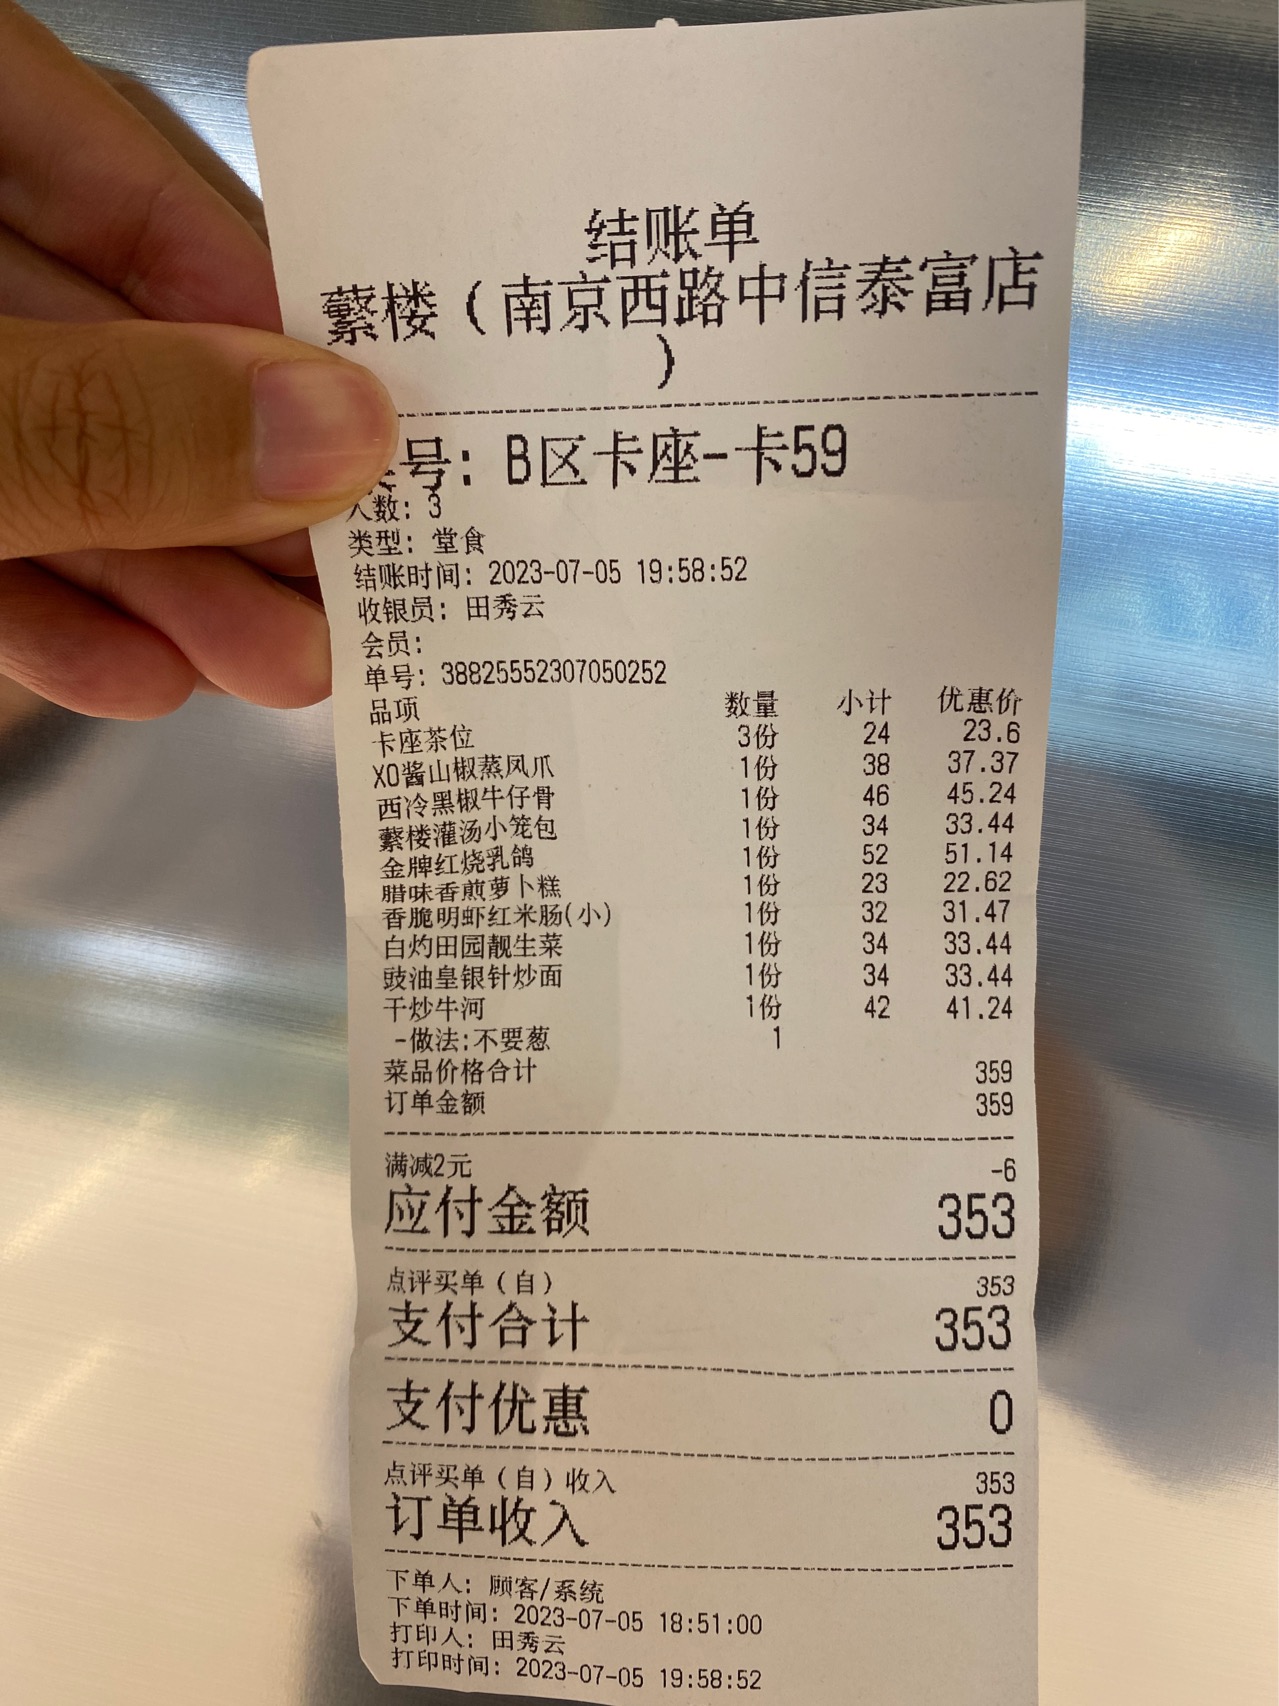 结账单
蘩楼（南京西路中信泰富店
）
号: B区卡座-卡59
人数: 3
类型: 堂食
结账时间: 2023-07-05 19:58:52
收银员: 田秀云
会员:
单号: 38825552307050252
品项 数量 小计 优惠价
卡座茶位 3份 24 23.6
XO酱山椒蒸凤爪 1份 38 37.37
西冷黑椒牛仔骨 1份 46 45.24
蘩楼灌汤小笼包 1份 34 33.44
金牌红烧乳鸽 1份 52 51.14
腊味香煎萝卜糕 1份 23 22.62
香脆明虾红米肠(小) 1份 32 31.47
白灼田园靓生菜 1份 34 33.44
豉油皇银针炒面 1份 34 33.44
干炒牛河 1份 42 41.24
-做法:不要葱 1
菜品价格合计 359
订单金额 359
满减2元 -6
应付金额 353
点评买单（自） 353
支付合计 353
支付优惠 0
点评买单（自）收入 353
订单收入 353
下单人: 顾客/系统
下单时间: 2023-07-05 18:51:00
打印人: 田秀云
打印时间: 2023-07-05 19:58:52